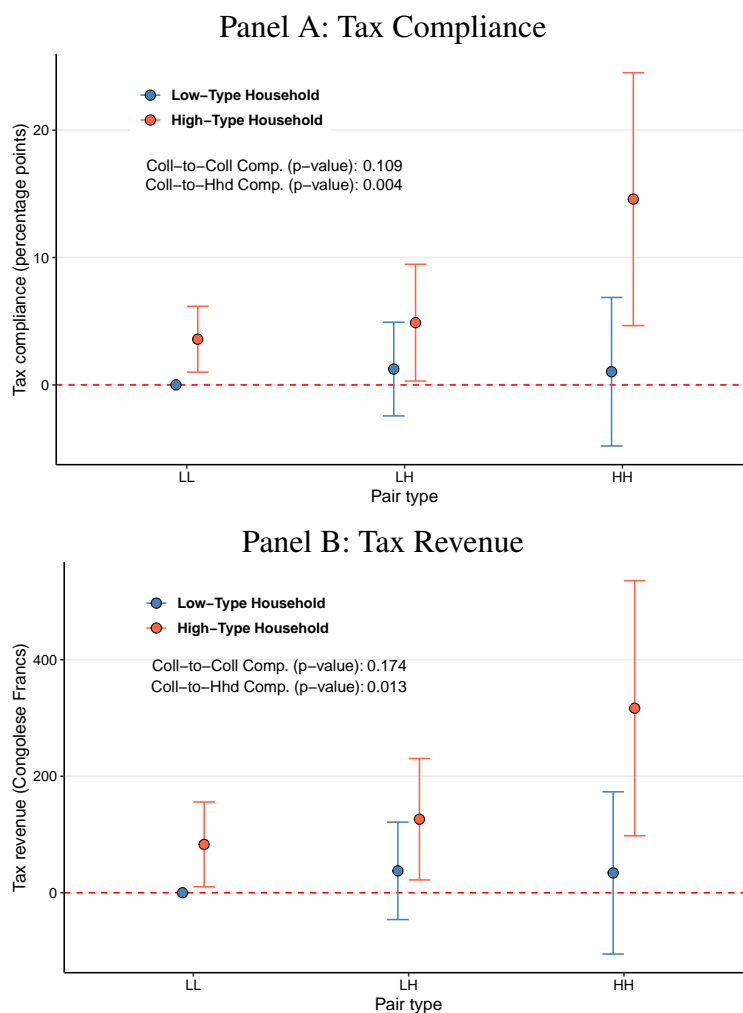 Panel A: Tax Compliance
Low−Type Household
High−Type Household
Coll−to−Coll Comp. (p−value): 0.109
Coll−to−Hhd Comp. (p−value): 0.004
Tax compliance (percentage points)
20
10
0
LL
LH
HH
Pair type
Panel B: Tax Revenue
Low−Type Household
High−Type Household
Coll−to−Coll Comp. (p−value): 0.174
Coll−to−Hhd Comp. (p−value): 0.013
Tax revenue (Congolese Francs)
400
200
0
LL
LH
HH
Pair type